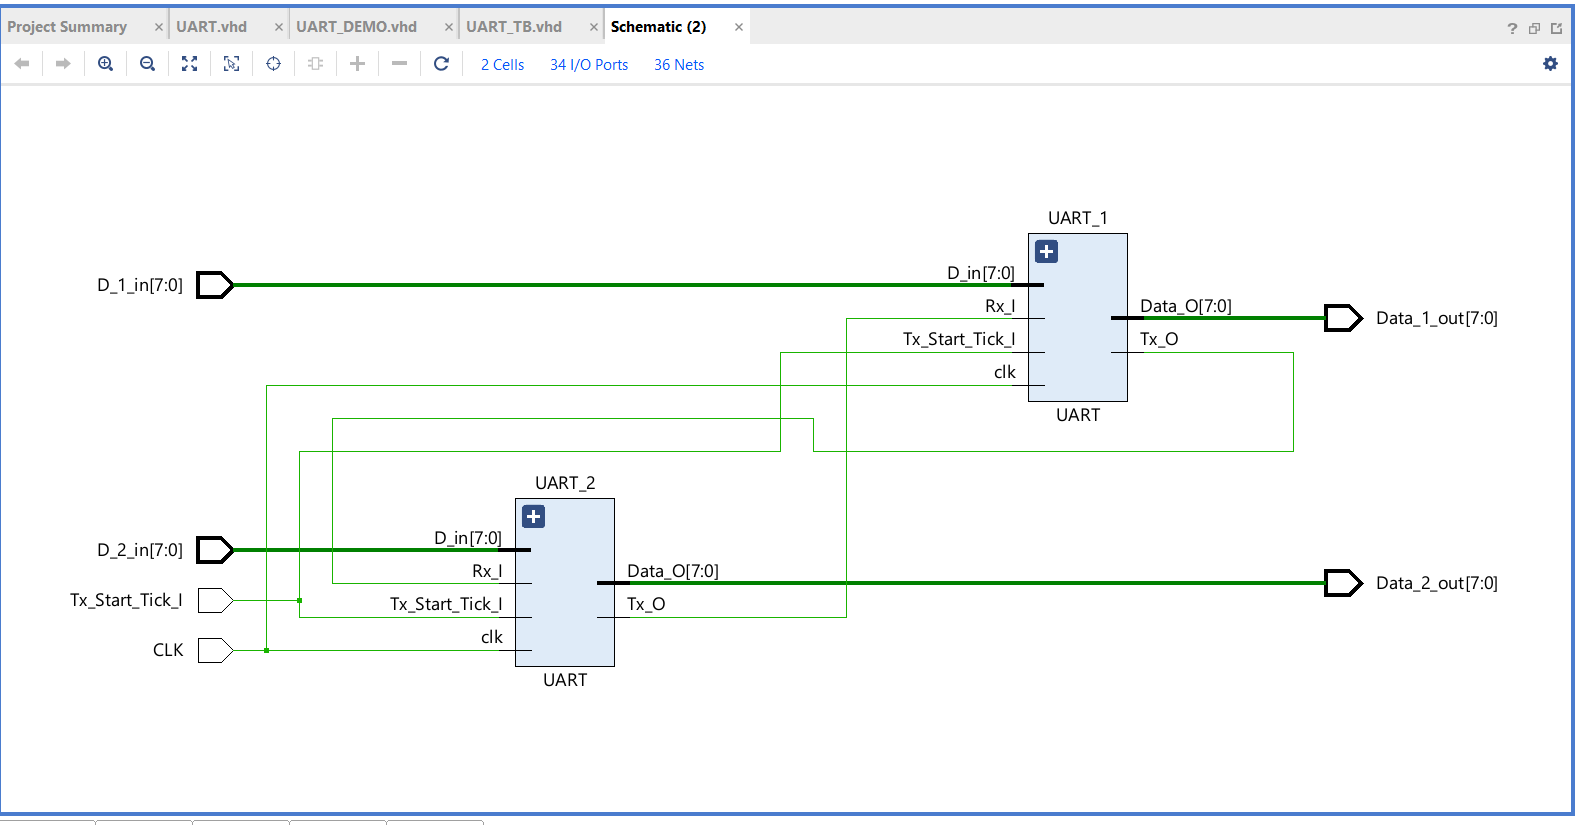 Project Summary × UART.vhd × UART_DEMO.vhd × UART_TB.vhd × Schematic (2) × ?
2 Cells 34 I/O Ports 36 Nets
UART_1
D_1_in[7:0]
D_in[7:0]
Rx_I
Tx_Start_Tick_I
clk
Data_O[7:0]
Tx_O
Data_1_out[7:0]
UART
UART_2
D_2_in[7:0]
Tx_Start_Tick_I
CLK
D_in[7:0]
Rx_I
Tx_Start_Tick_I
clk
Data_O[7:0]
Tx_O
Data_2_out[7:0]
UART